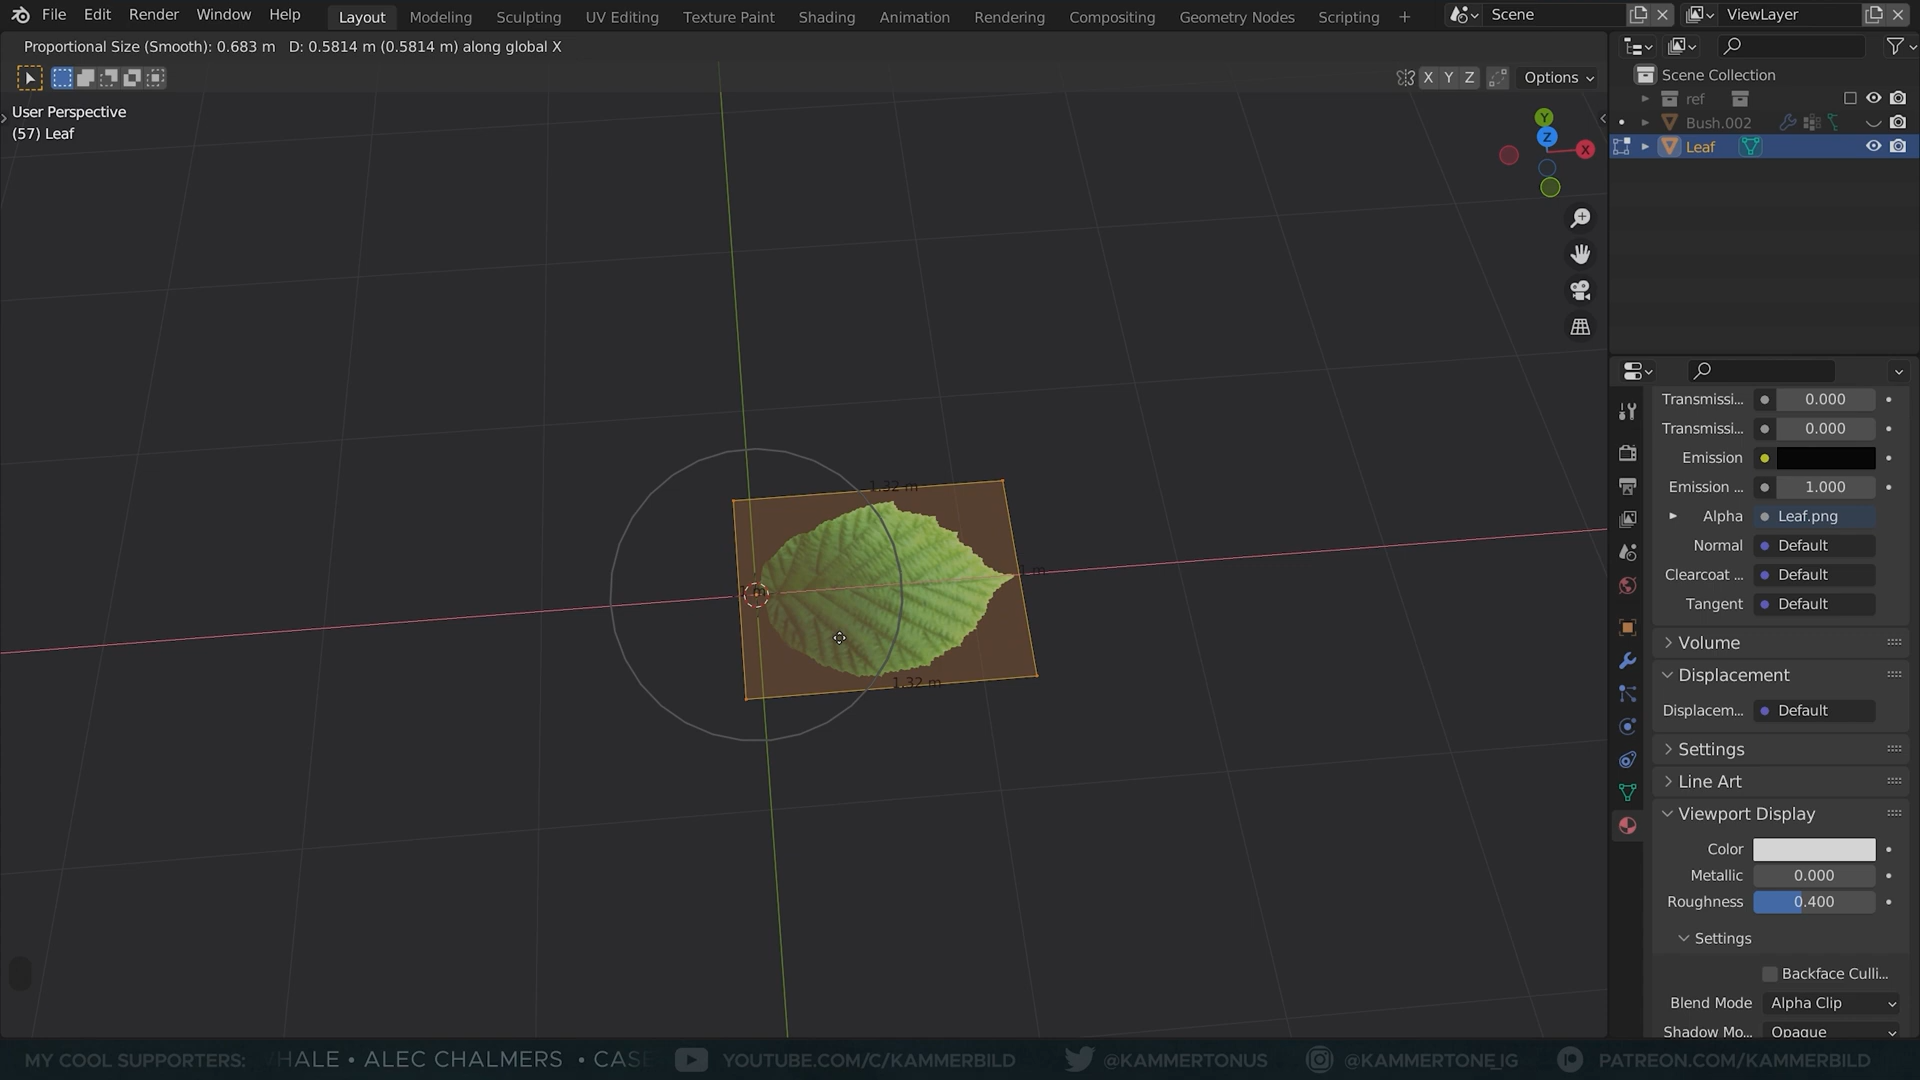 File Edit Render Window Help Layout Modeling Sculpting UV Editing Texture Paint Shading Animation Rendering Compositing Geometry Nodes Scripting + Scene ViewLayer
Proportional Size (Smooth): 0.683 m D: 0.5814 m (0.5814 m) along global X
X Y Z Options
User Perspective
(57) Leaf
Y
Z
X
1.32 m
1 m
1 m
1.32 m
Scene Collection
ref
Bush.002
Leaf
Transmissi... 0.000
Transmissi... 0.000
Emission
Emission ... 1.000
Alpha Leaf.png
Normal Default
Clearcoat ... Default
Tangent Default
Volume
Displacement
Displacem... Default
Settings
Line Art
Viewport Display
Color
Metallic 0.000
Roughness 0.400
Settings
Backface Culli...
Blend Mode Alpha Clip
Shadow Mo... Opaque
MY COOL SUPPORTERS: HALE • ALEC CHALMERS • CAS YOUTUBE.COM/C/KAMMERBILD @KAMMERTONUS @KAMMERTONE_IG PATREON.COM/KAMMERBILD